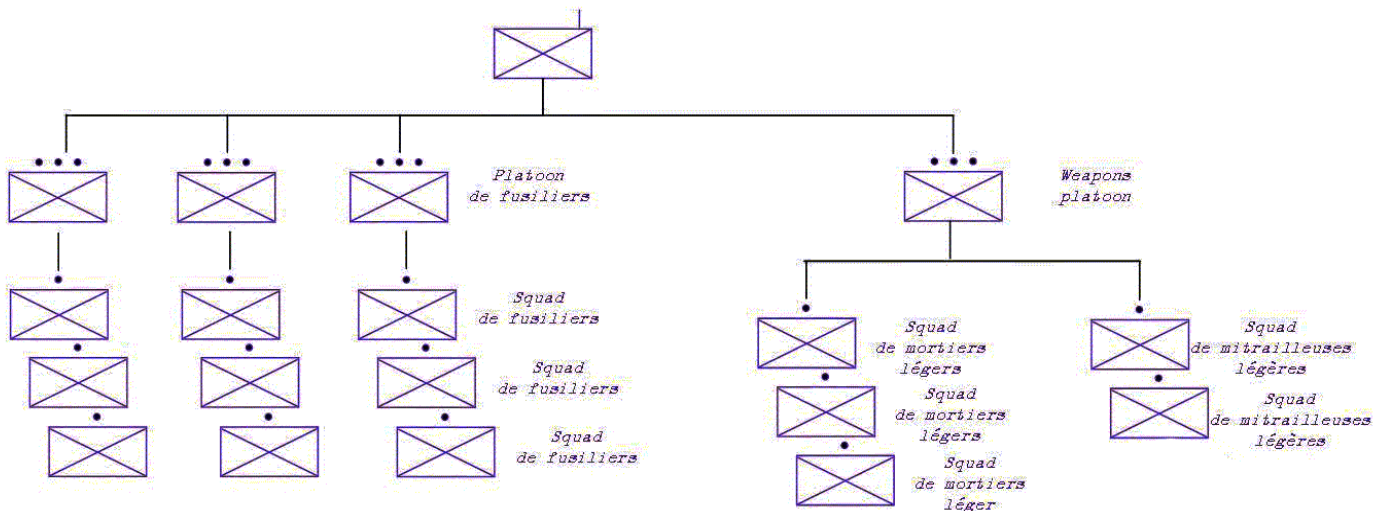 Platoon
de fusiliers
Weapons
platoon
Squad
de fusiliers
Squad
de fusiliers
Squad
de fusiliers
Squad
de mortiers
légers
Squad
de mortiers
légers
Squad
de mortiers
léger
Squad
de mitrailleuses
légères
Squad
de mitrailleuses
légères